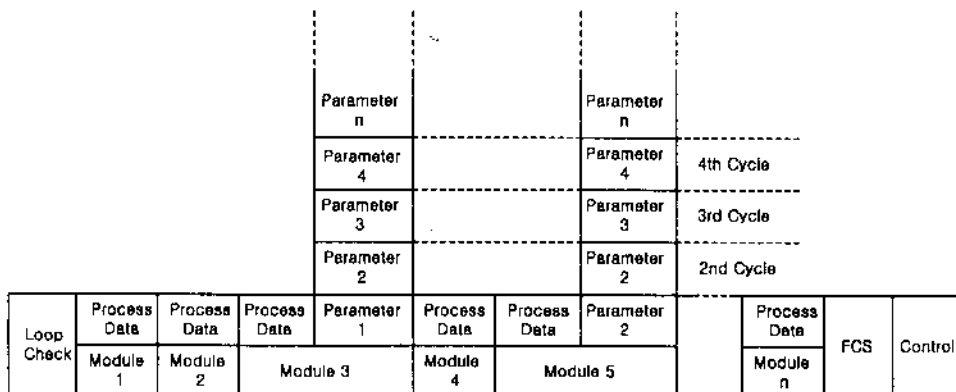 Parameter Parameter
n n
Parameter Parameter 4th Cycle
4 4
Parameter Parameter 3rd Cycle
3 3
Parameter Parameter 2nd Cycle
2 2
Loop Check
Process Data
Process Data
Process Data
Parameter 1
Process Data
Process Data
Parameter 2
Process Data
FCS
Control
Module 1
Module 2
Module 3
Module 4
Module 5
Module n